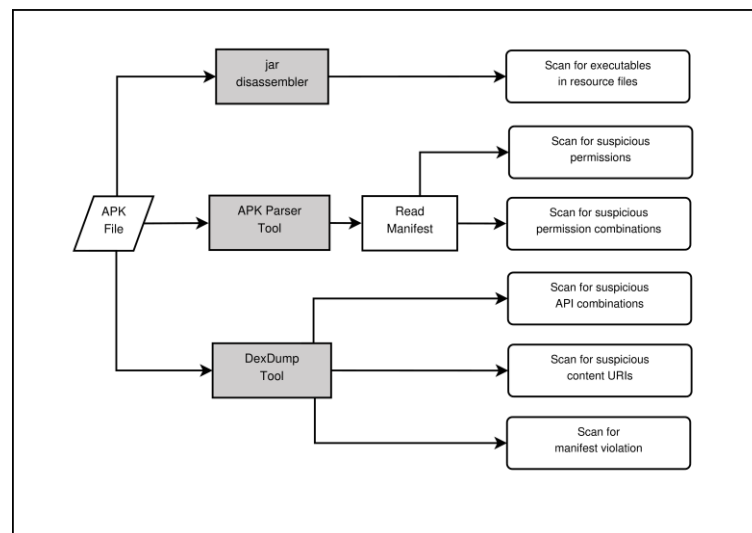 jar
disassembler
Scan for executables
in resource files
Scan for suspicious
permissions
APK
File
APK Parser
Tool
Read
Manifest
Scan for suspicious
permission combinations
Scan for suspicious
API combinations
DexDump
Tool
Scan for suspicious
content URIs
Scan for
manifest violation